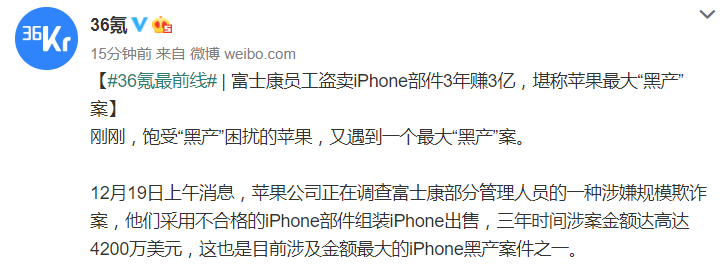 36Kr
36氪
15分钟前 来自 微博 weibo.com
【#36氪最前线# | 富士康员工盗卖iPhone部件3年赚3亿，堪称苹果最大“黑产”
案】
刚刚，饱受“黑产”困扰的苹果，又遇到一个最大“黑产”案。
12月19日上午消息，苹果公司正在调查富士康部分管理人员的一种涉嫌规模欺诈
案，他们采用不合格的iPhone部件组装iPhone出售，三年时间涉案金额达高达
4200万美元，这也是目前涉及金额最大的iPhone黑产案件之一。